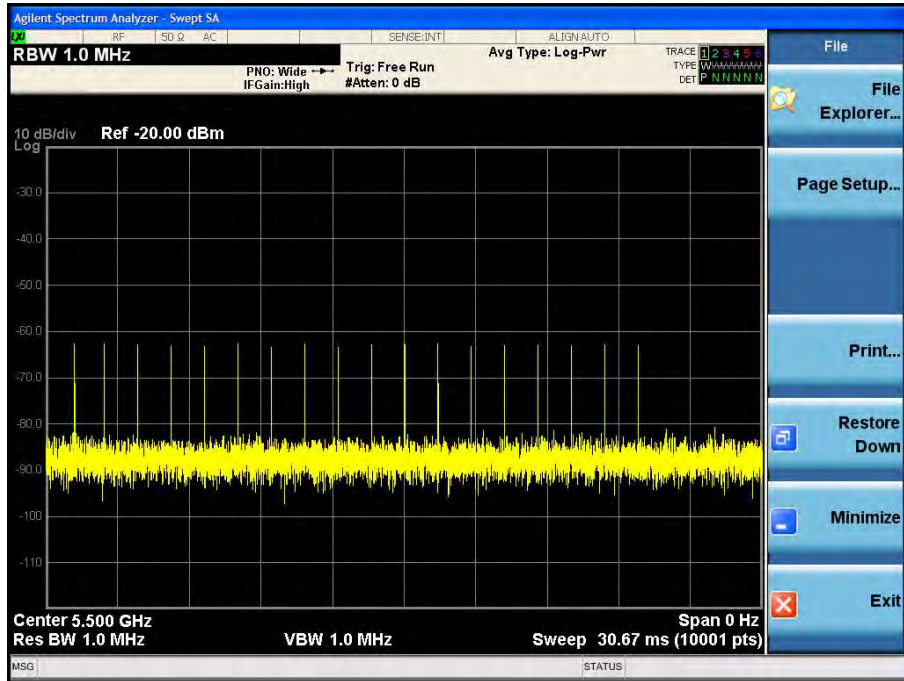 Agilent Spectrum Analyzer - Swept SA
LXI RF 50 Ω AC SENSE:INT ALIGN AUTO
RBW 1.0 MHz
PNO: Wide
IFGain:High
Trig: Free Run
#Atten: 0 dB
Avg Type: Log-Pwr
TRACE 1 2 3 4 5 6
TYPE
DET P N N N N N
10 dB/div
Log
Ref -20.00 dBm
-30.0
-40.0
-50.0
-60.0
-70.0
-80.0
-90.0
-100
-110
Center 5.500 GHz
Span 0 Hz
Res BW 1.0 MHz
VBW 1.0 MHz
Sweep 30.67 ms (10001 pts)
MSG
STATUS
File
File
Explorer...
Page Setup...
Print...
Restore
Down
Minimize
Exit